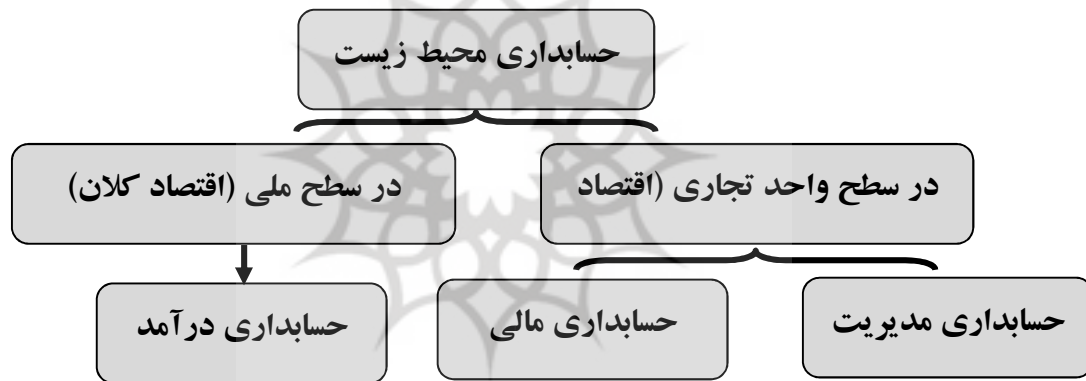 حسابداری محیط زیست
در سطح واحد تجاری (اقتصاد
در سطح ملی (اقتصاد کلان)
حسابداری مدیریت
حسابداری مالی
حسابداری درآمد